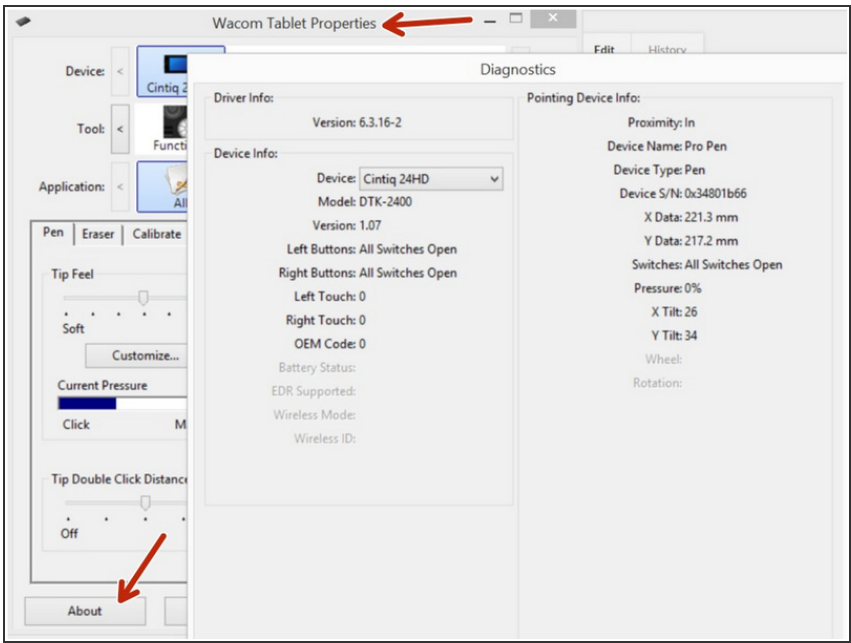 Wacom Tablet Properties
Edit
History
Device:
<
Cintiq 2
Tool:
<
Functi
Application:
<
All
Pen
Eraser
Calibrate
Tip Feel
Soft
Customize...
Current Pressure
Click
M
Tip Double Click Distance
Off
About
Diagnostics
Driver Info:
Version: 6.3.16-2
Device Info:
Device: Cintiq 24HD
Model: DTK-2400
Version: 1.07
Left Buttons: All Switches Open
Right Buttons: All Switches Open
Left Touch: 0
Right Touch: 0
OEM Code: 0
Battery Status:
EDR Supported:
Wireless Mode:
Wireless ID:
Pointing Device Info:
Proximity: In
Device Name: Pro Pen
Device Type: Pen
Device S/N: 0x34801b66
X Data: 221.3 mm
Y Data: 217.2 mm
Switches: All Switches Open
Pressure: 0%
X Tilt: 26
Y Tilt: 34
Wheel:
Rotation: